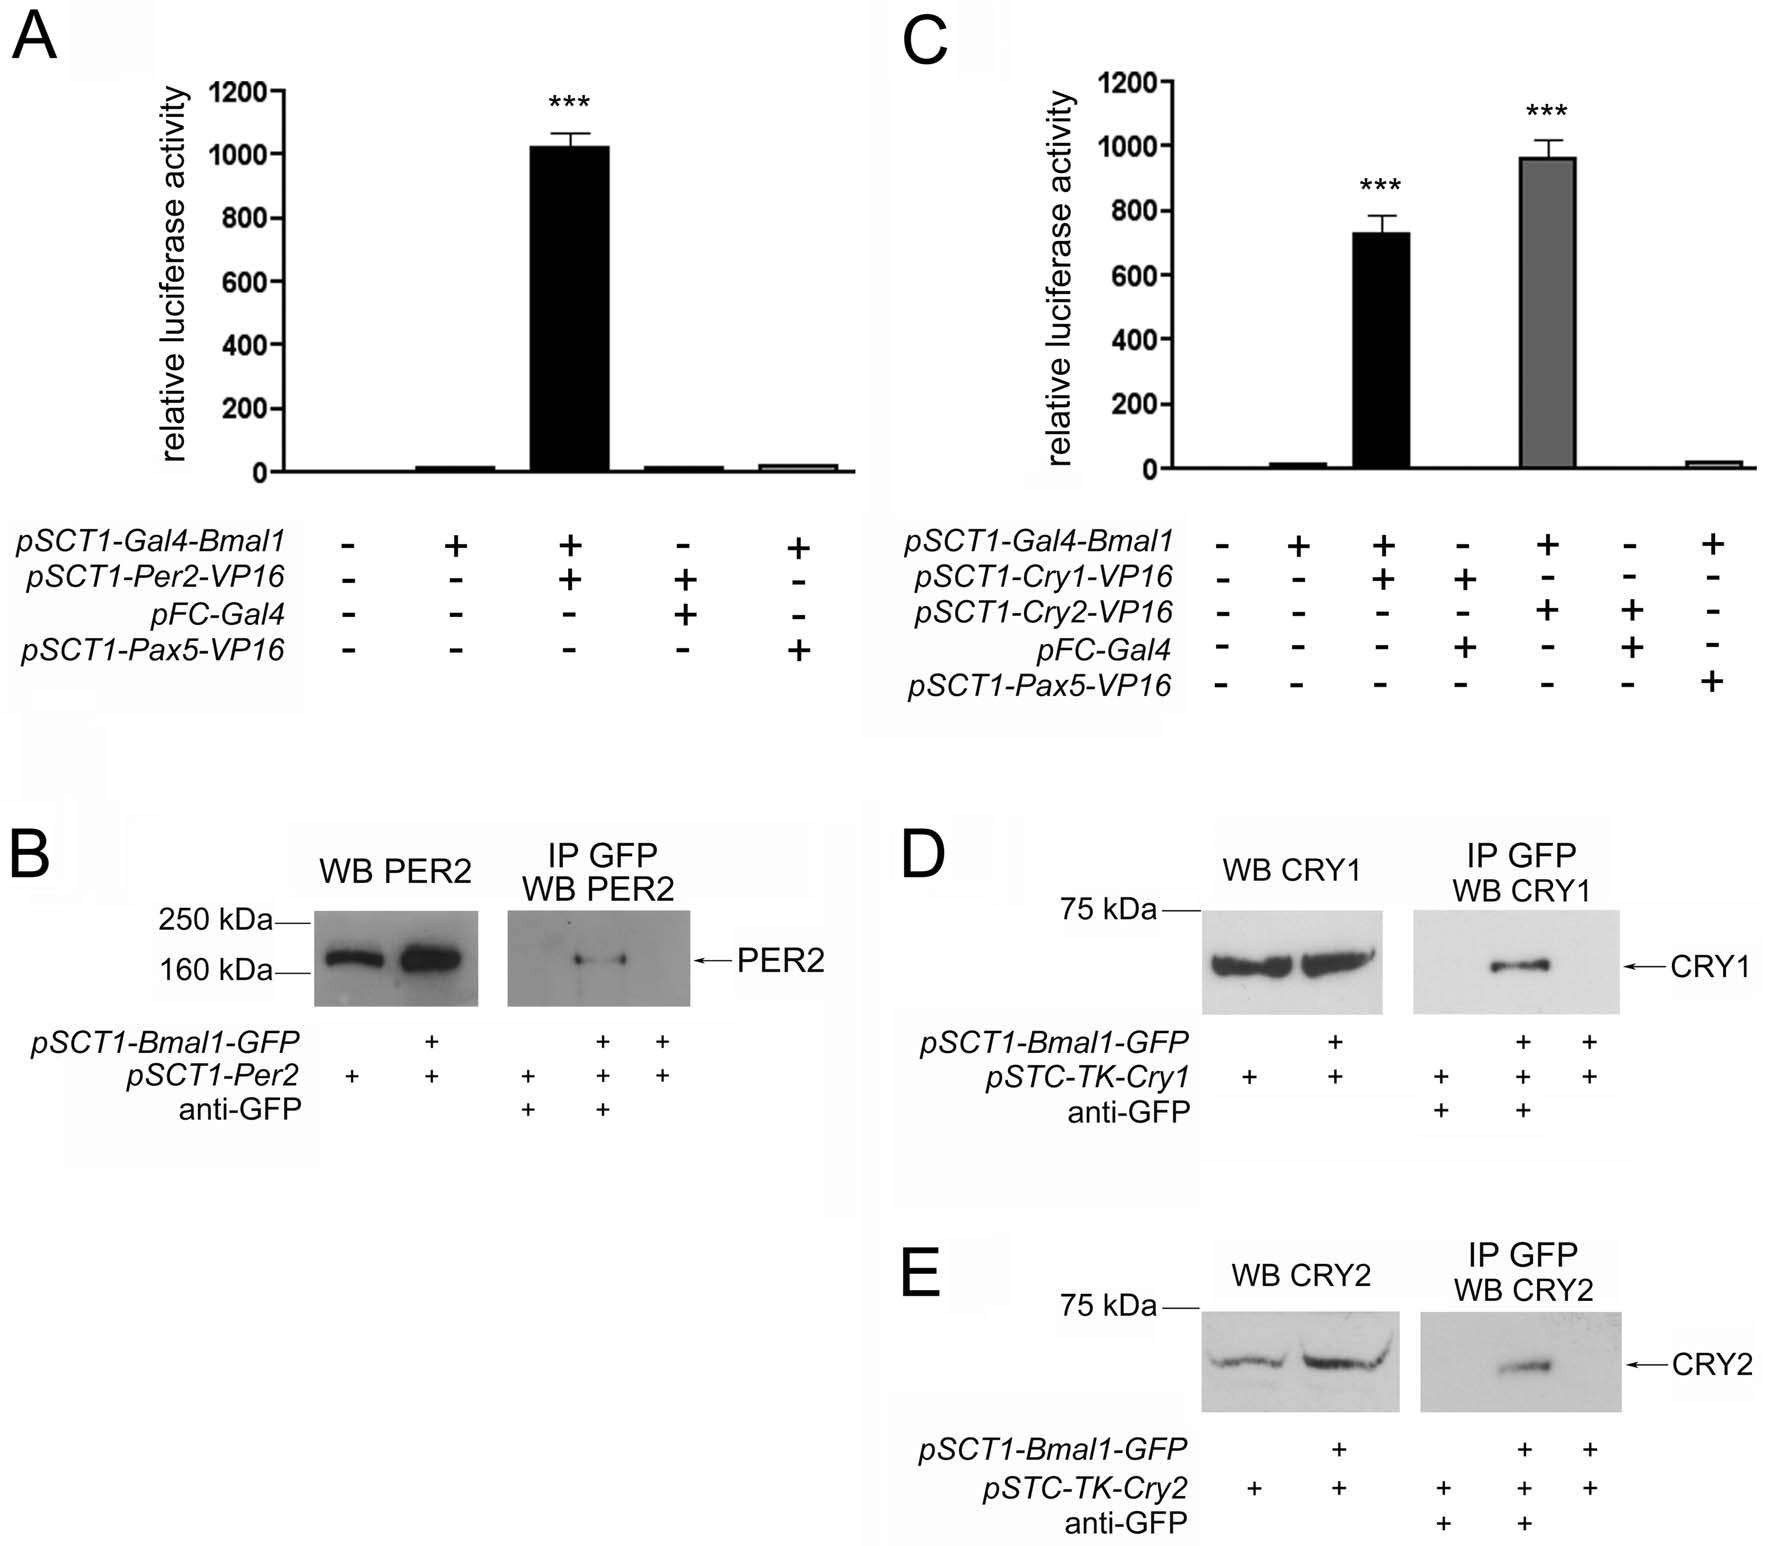 A
relative luciferase activity
1200
1000
800
600
400
200
0
***
pSCT1-Gal4-Bmal1 - + + - +
pSCT1-Per2-VP16 - - + + -
pFC-Gal4 - - - + -
pSCT1-Pax5-VP16 - - - - +
C
relative luciferase activity
1200
1000
800
600
400
200
0
***
***
pSCT1-Gal4-Bmal1 - + + - + - +
pSCT1-Cry1-VP16 - - + + - - -
pSCT1-Cry2-VP16 - - - - + + -
pFC-Gal4 - - - + - + -
pSCT1-Pax5-VP16 - - - - - - +
B
WB PER2
IP GFP
WB PER2
250 kDa
160 kDa
PER2
pSCT1-Bmal1-GFP + + +
pSCT1-Per2 + + + + +
anti-GFP + +
D
WB CRY1
IP GFP
WB CRY1
75 kDa
CRY1
pSCT1-Bmal1-GFP + + +
pSTC-TK-Cry1 + + + + +
anti-GFP + +
E
WB CRY2
IP GFP
WB CRY2
75 kDa
CRY2
pSCT1-Bmal1-GFP + + +
pSTC-TK-Cry2 + + + + +
anti-GFP + +